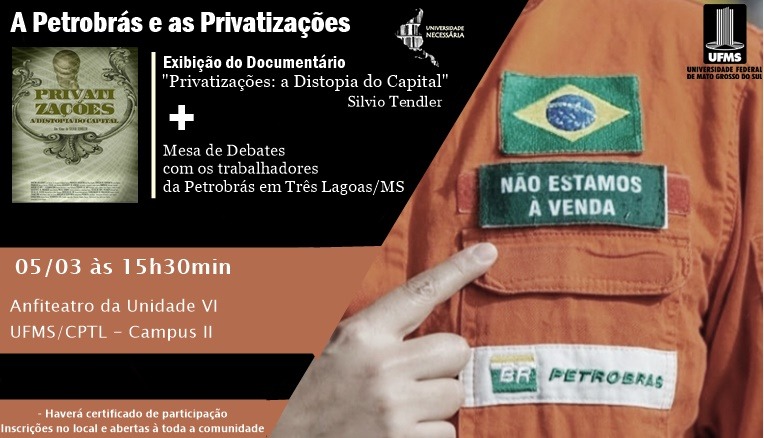 A Petrobrás e as Privatizações
UNIVERSIDADE
NECESSÁRIA
UFMS
UNIVERSIDADE FEDERAL
DE MATO GROSSO DO SUL
Exibição do Documentário
"Privatizações: a Distopia do Capital"
Silvio Tendler
+
Mesa de Debates
com os trabalhadores
da Petrobrás em Três Lagoas/MS
PRIVATI
ZAÇÕES
A DISTOPIA DO CAPITAL
NÃO ESTAMOS
À VENDA
BR PETROBRAS
05/03 às 15h30min
Anfiteatro da Unidade VI
UFMS/CPTL - Campus II
- Haverá certificado de participação
Inscrições no local e abertas à toda a comunidade